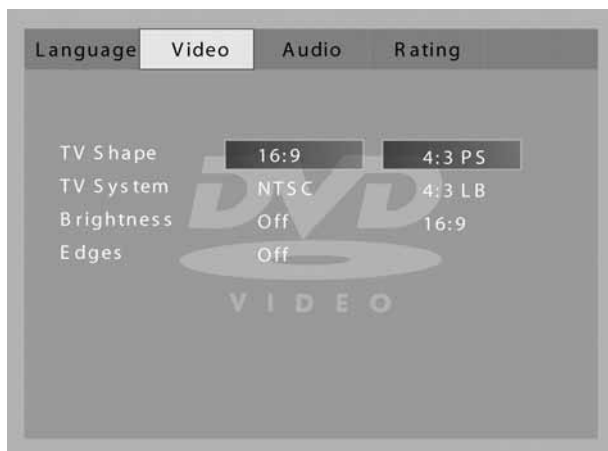 Language Video Audio Rating
TV Shape 16:9 4:3 PS
TV System NTSC 4:3 LB
Brightness Off 16:9
Edges Off
DVD
VIDEO